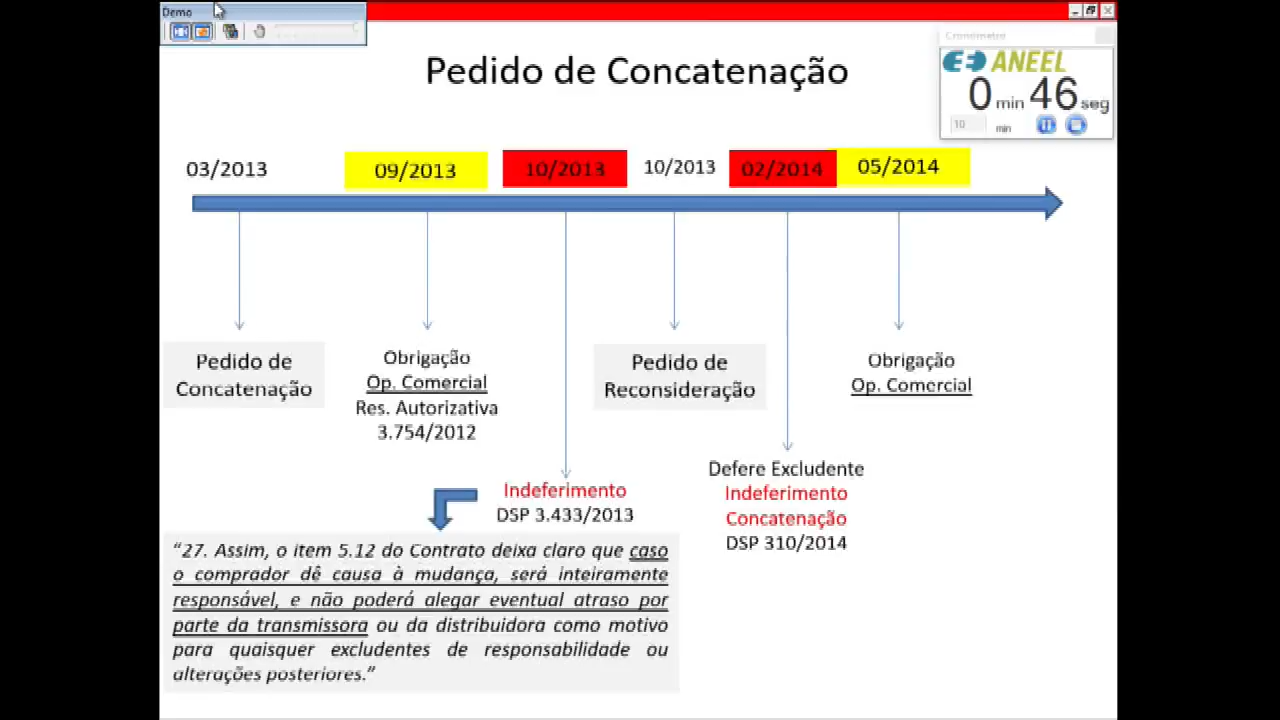 Demo
Pedido de Concatenação
Cronometro
ANEEL
0 min 46 seg
10 min
03/2013 09/2013 10/2013 10/2013 02/2014 05/2014
Pedido de
Concatenação
Obrigação
Op. Comercial
Res. Autorizativa
3.754/2012
Indeferimento
DSP 3.433/2013
Pedido de
Reconsideração
Defere Excludente
Indeferimento
Concatenação
DSP 310/2014
Obrigação
Op. Comercial
“27. Assim, o item 5.12 do Contrato deixa claro que caso
o comprador dê causa à mudança, será inteiramente
responsável, e não poderá alegar eventual atraso por
parte da transmissora ou da distribuidora como motivo
para quaisquer excludentes de responsabilidade ou
alterações posteriores.”